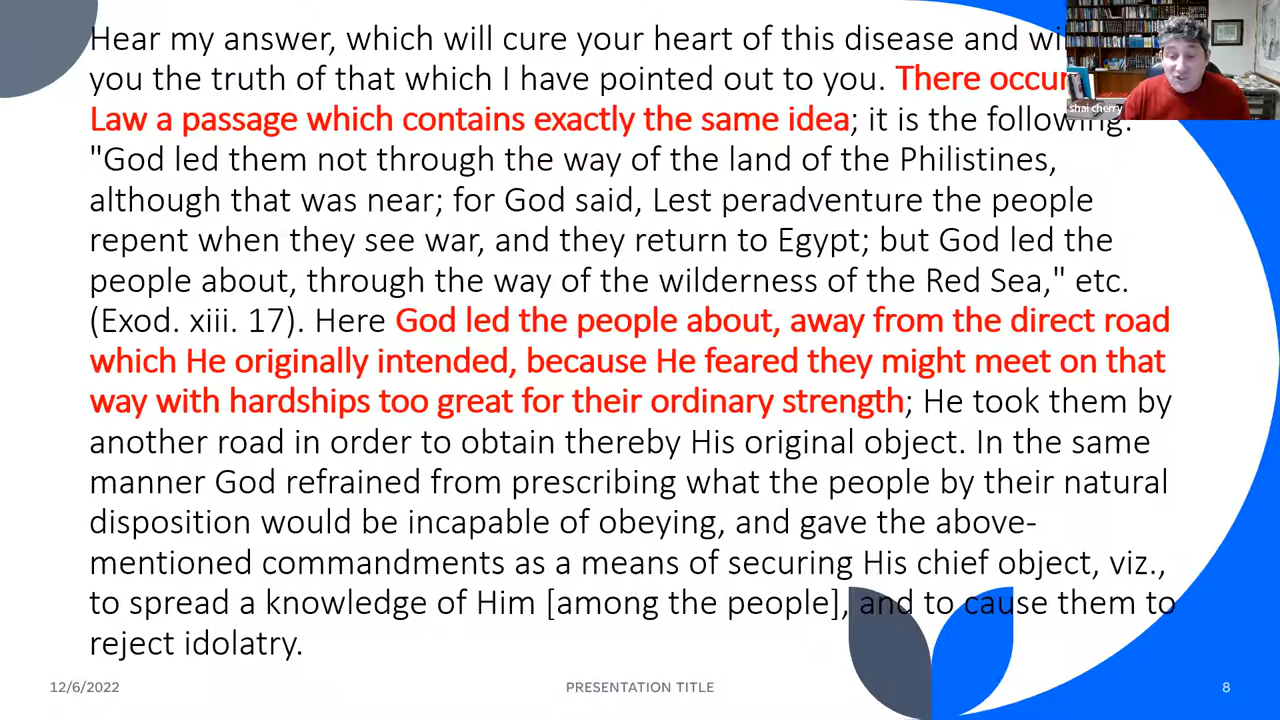 Hear my answer, which will cure your heart of this disease and
you the truth of that which I have pointed out to you. There
Law a passage which contains exactly the same idea; it is the following:
"God led them not through the way of the land of the Philistines,
although that was near; for God said, Lest peradventure the people
repent when they see war, and they return to Egypt; but God led the
people about, through the way of the wilderness of the Red Sea," etc.
(Exod. xiii. 17). Here God led the people about, away from the direct road
which He originally intended, because He feared they might meet on that
way with hardships too great for their ordinary strength; He took them by
another road in order to obtain thereby His original object. In the same
manner God refrained from prescribing what the people by their natural
disposition would be incapable of obeying, and gave the above-
mentioned commandments as a means of securing His chief object, viz.,
to spread a knowledge of Him [among the people], and to cause them to
reject idolatry.
shai cherry
12/6/2022
PRESENTATION TITLE
8